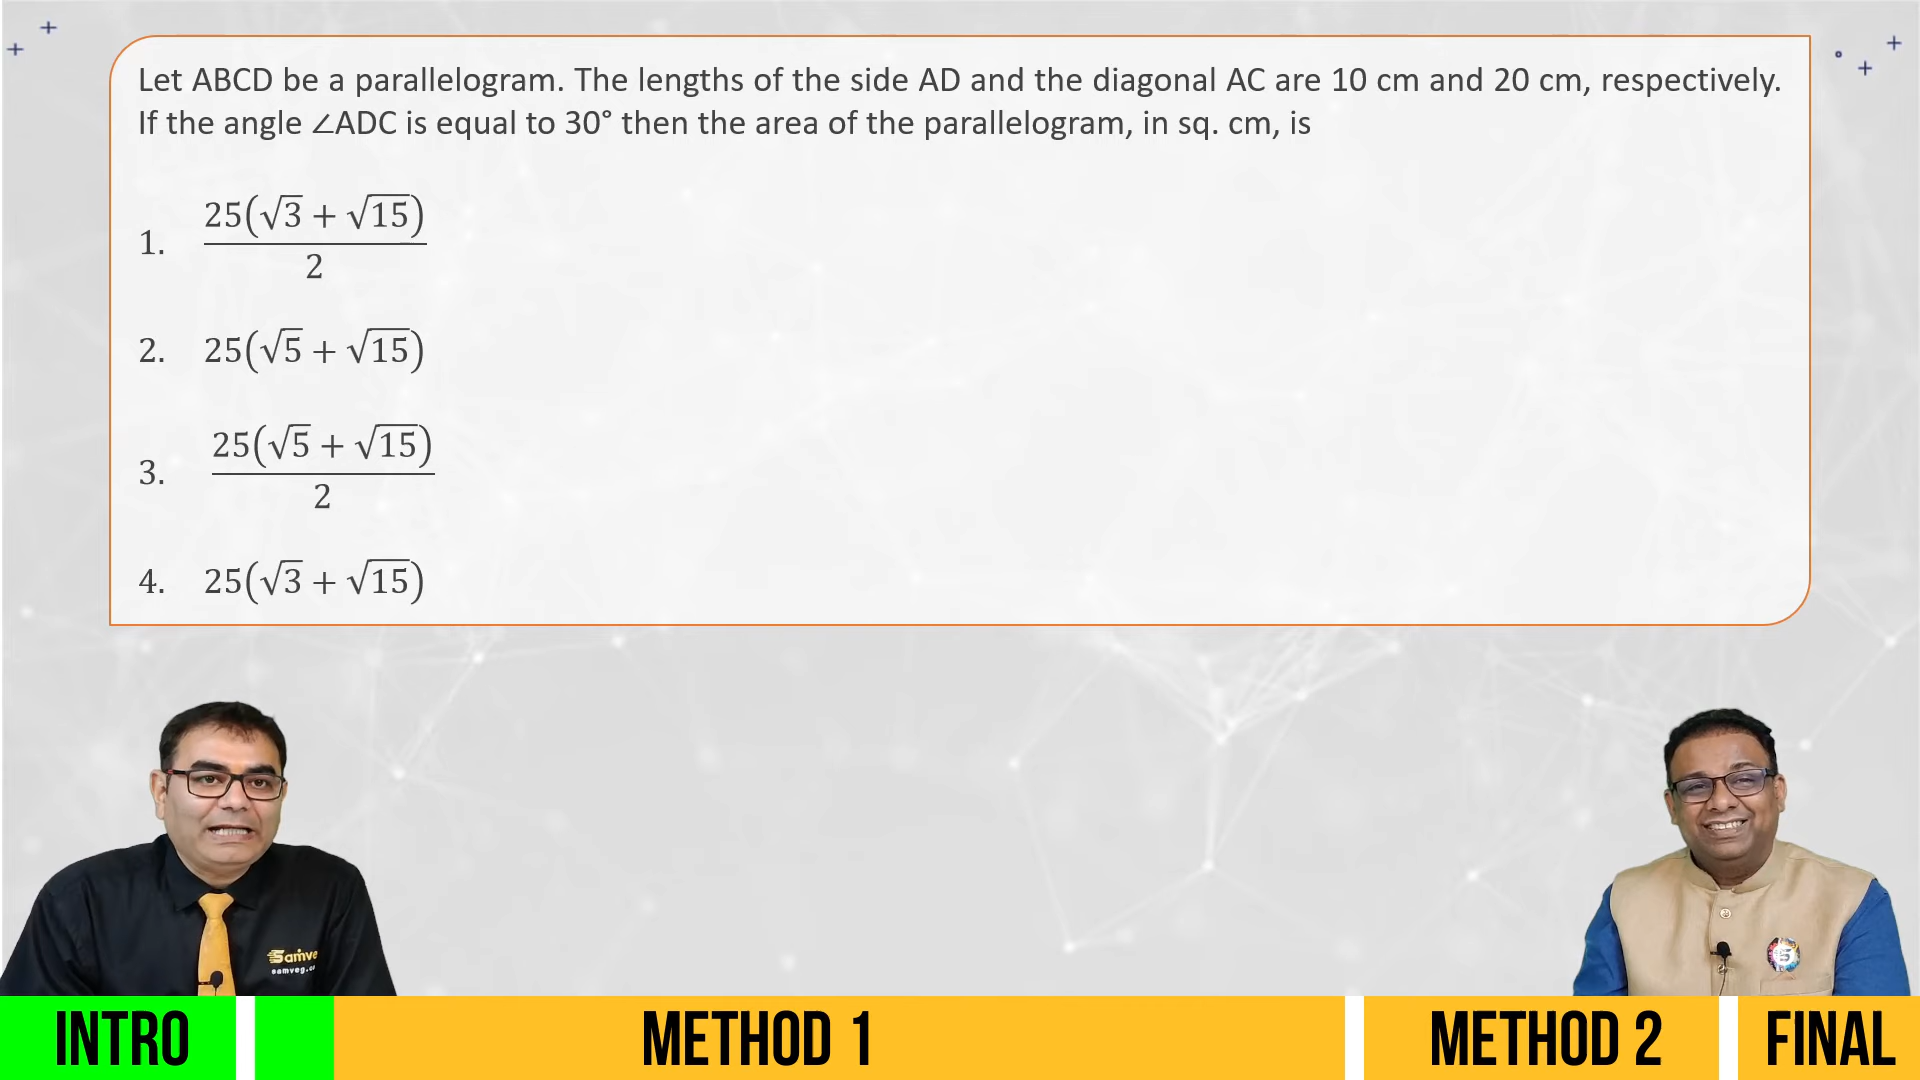 Let ABCD be a parallelogram. The lengths of the side AD and the diagonal AC are 10 cm and 20 cm, respectively.
If the angle ∠ADC is equal to 30° then the area of the parallelogram, in sq. cm, is
1. 25(√3 + √15)/2
2. 25(√5 + √15)
3. 25(√5 + √15)/2
4. 25(√3 + √15)
Samve
samveg.c
INTRO
METHOD 1
METHOD 2
FINAL